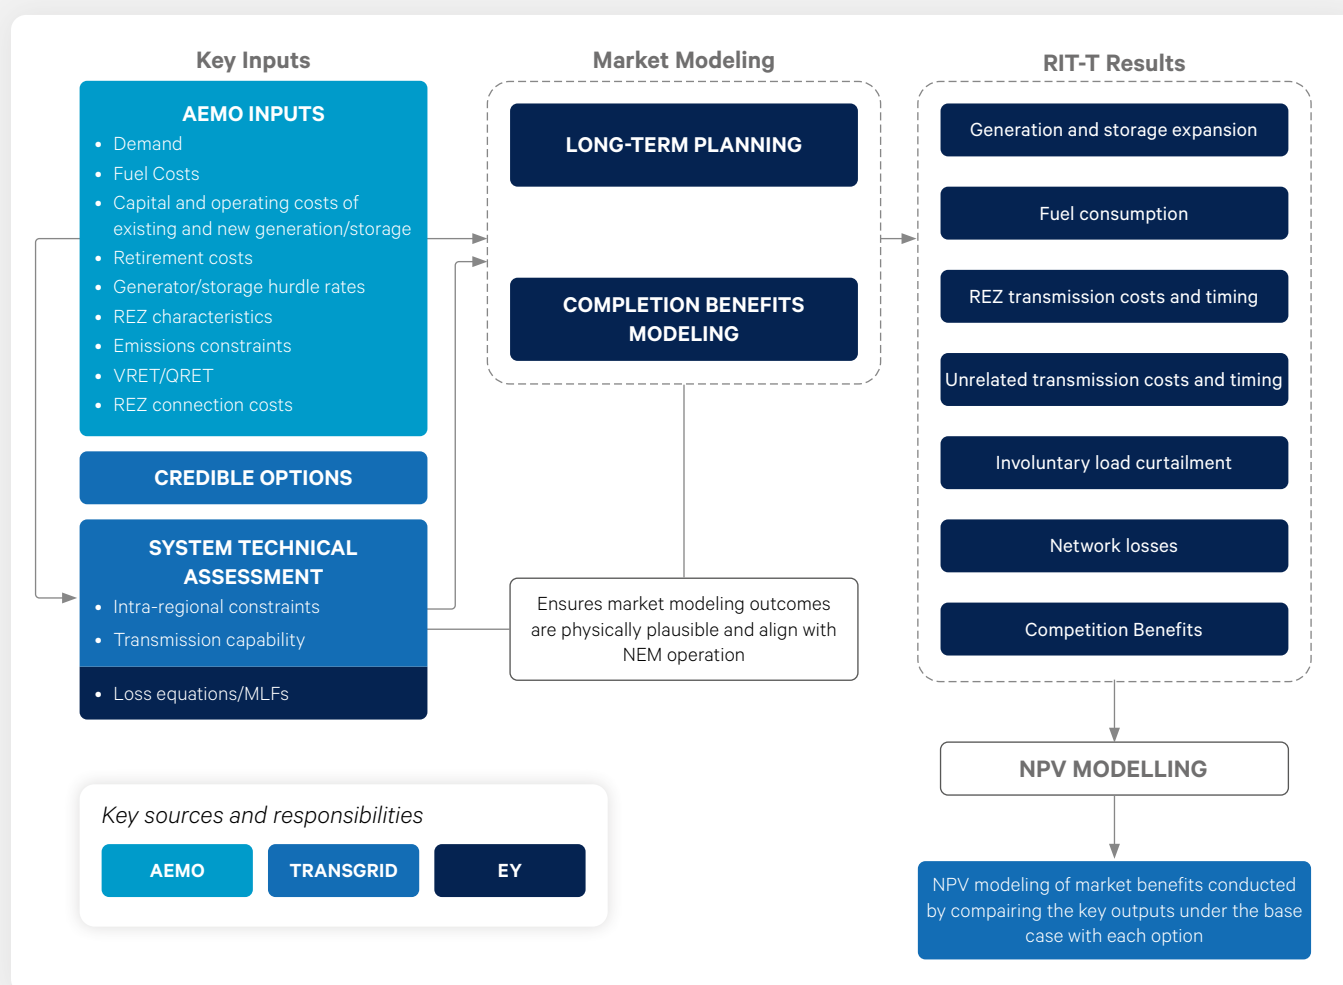 Key Inputs
AEMO INPUTS
• Demand
• Fuel Costs
• Capital and operating costs of
existing and new generation/storage
• Retirement costs
• Generator/storage hurdle rates
• REZ characteristics
• Emissions constraints
• VRET/QRET
• REZ connection costs
CREDIBLE OPTIONS
SYSTEM TECHNICAL
ASSESSMENT
• Intra-regional constraints
• Transmission capability
• Loss equations/MLFs
Market Modeling
LONG-TERM PLANNING
COMPLETION BENEFITS
MODELING
Ensures market modeling outcomes
are physically plausible and align with
NEM operation
RIT-T Results
Generation and storage expansion
Fuel consumption
REZ transmission costs and timing
Unrelated transmission costs and timing
Involuntary load curtailment
Network losses
Competition Benefits
NPV MODELLING
NPV modeling of market benefits conducted
by compairing the key outputs under the base
case with each option
Key sources and responsibilities
AEMO
TRANSGRID
EY